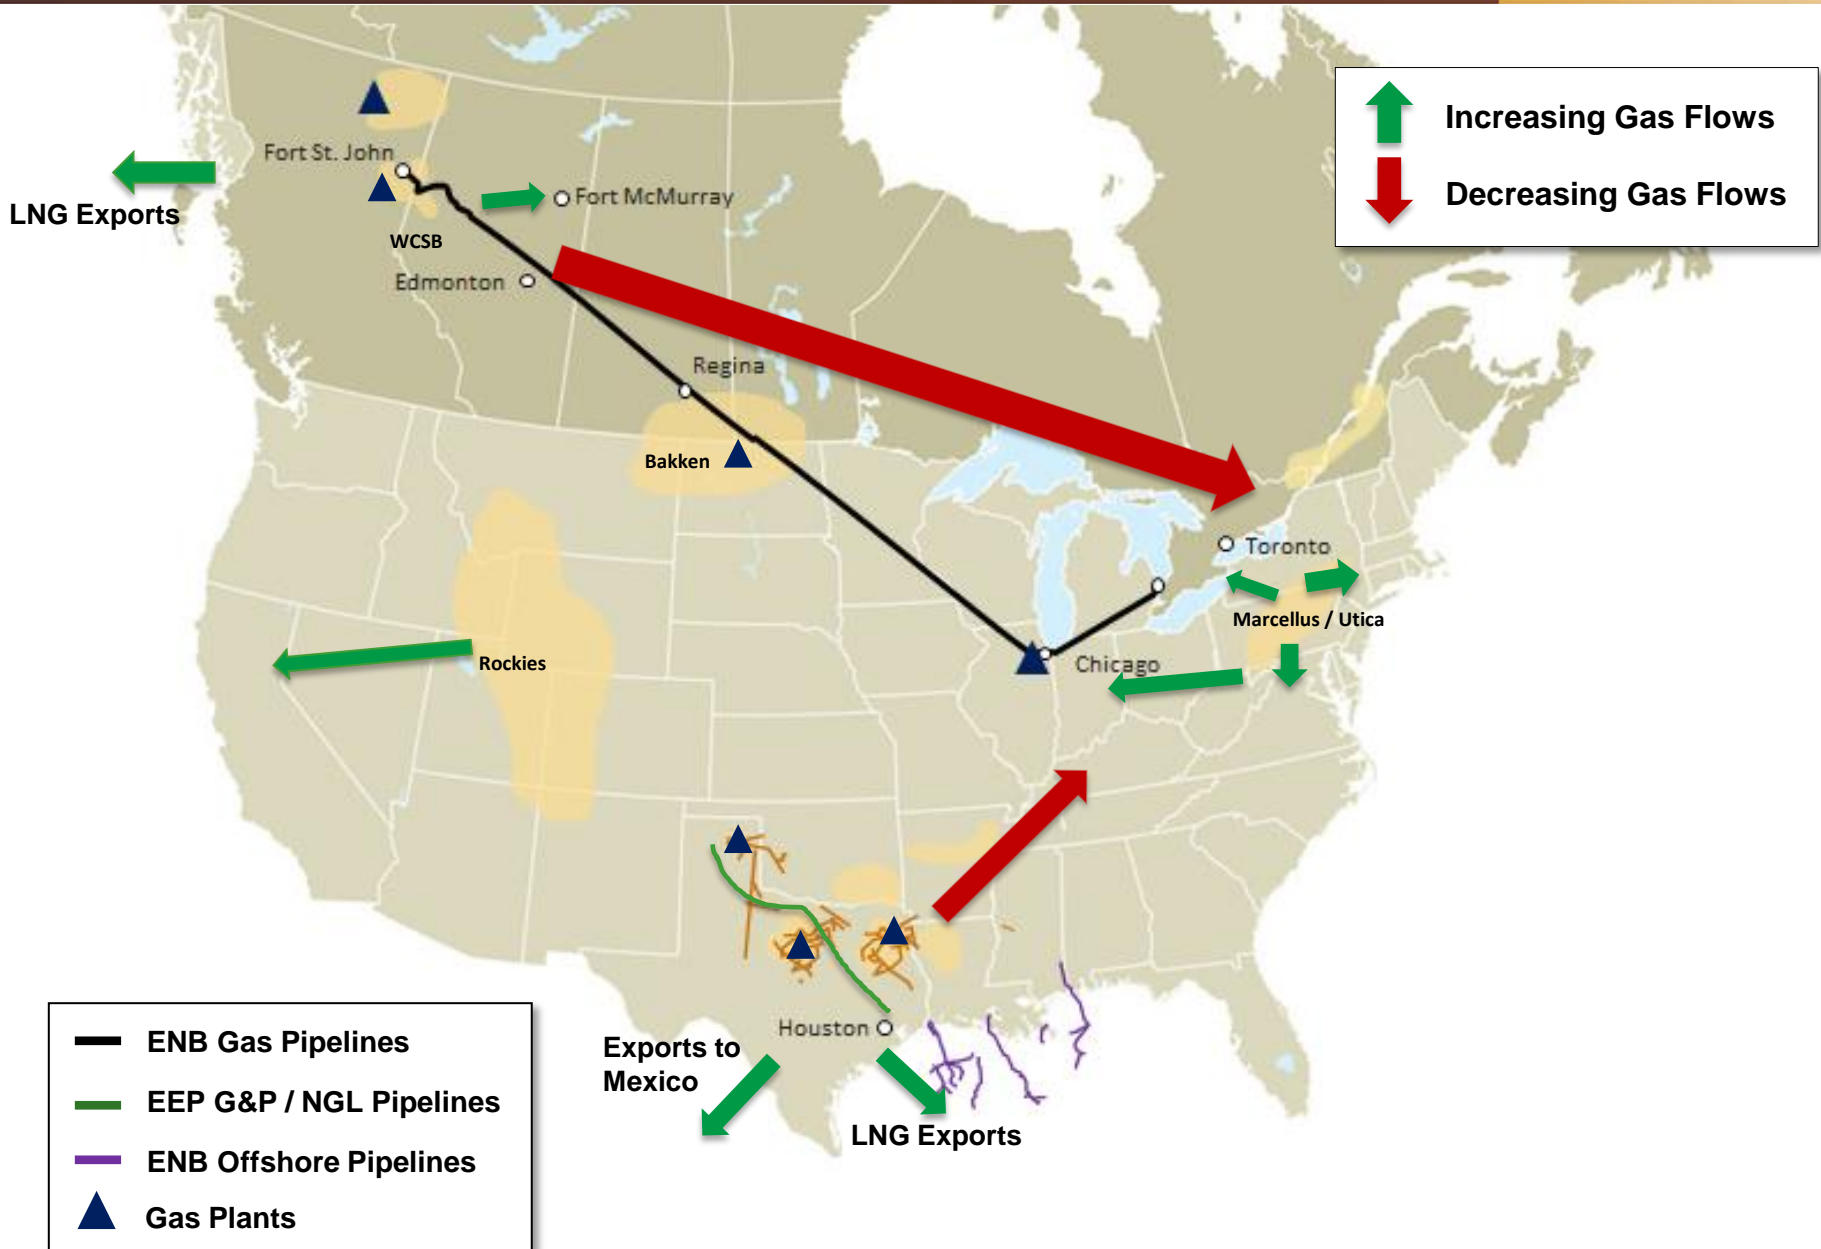 Increasing Gas Flows
Decreasing Gas Flows
Fort St. John
LNG Exports
Fort McMurray
WCSB
Edmonton
Regina
Bakken
Toronto
Marcellus / Utica
Rockies
Chicago
Houston
Exports to
Mexico
LNG Exports
ENB Gas Pipelines
EEP G&P / NGL Pipelines
ENB Offshore Pipelines
Gas Plants